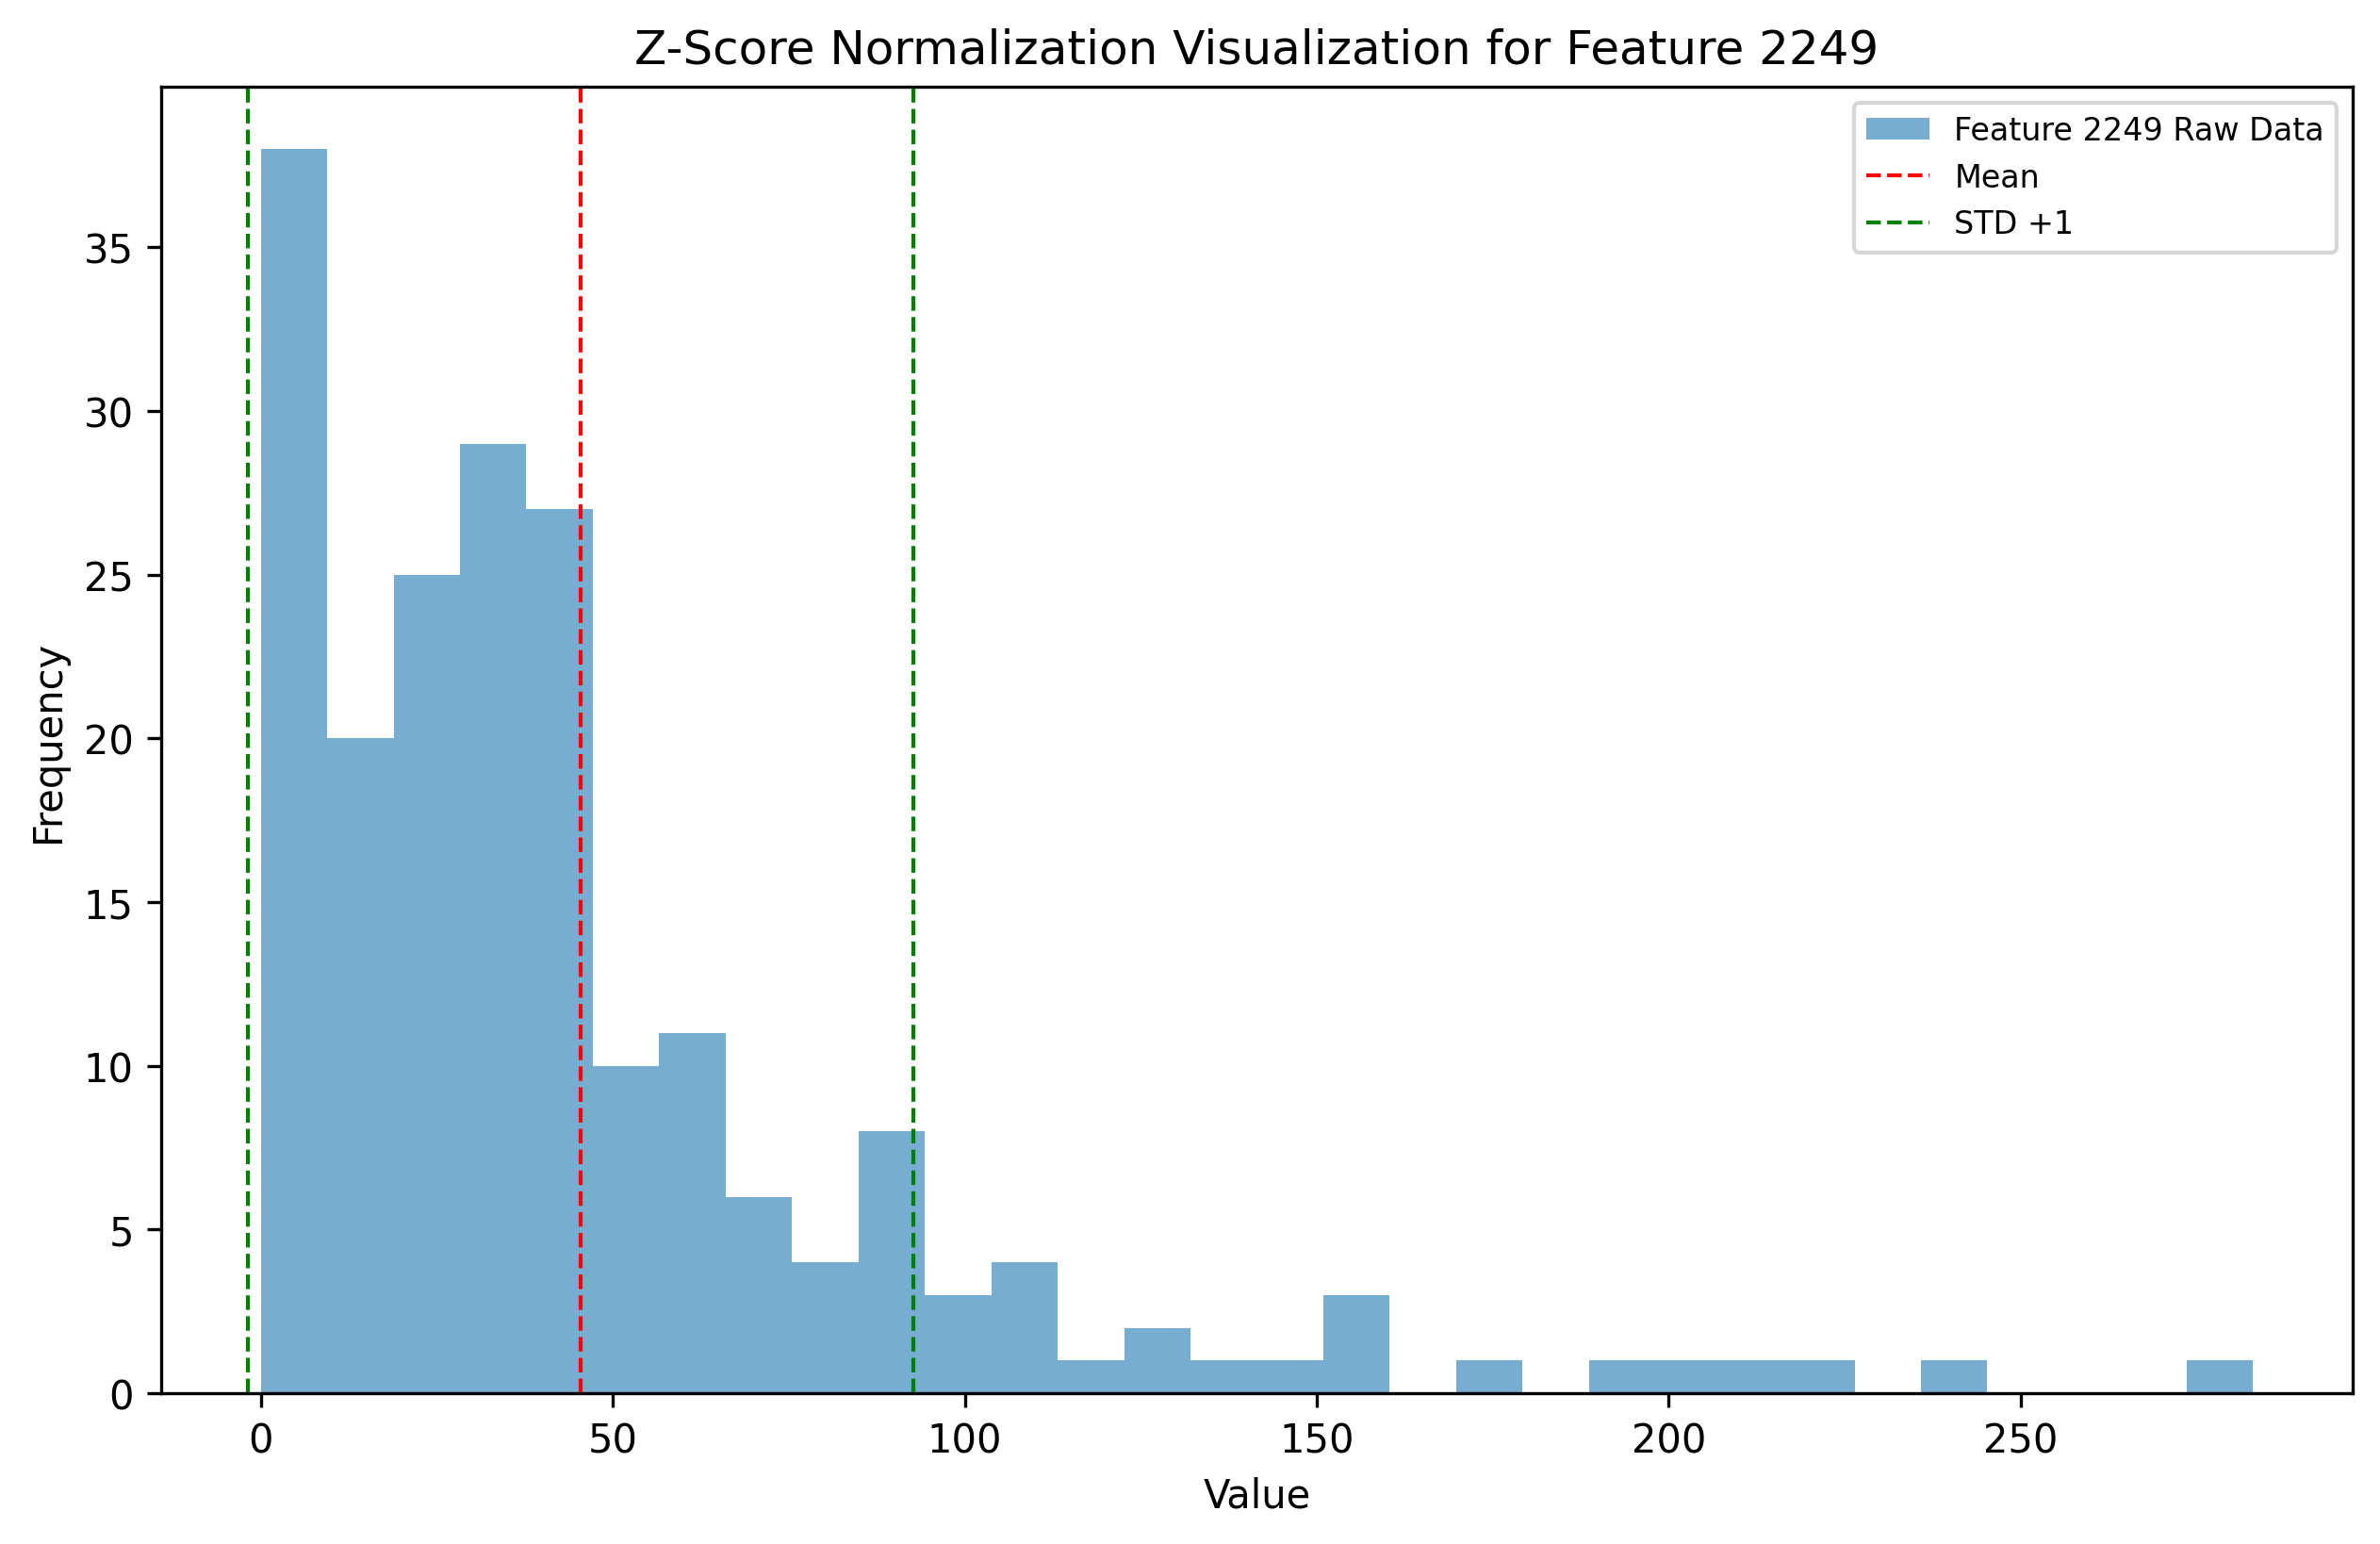 Z-Score Normalization Visualization for Feature 2249
Feature 2249 Raw Data
Mean
STD +1
Frequency
35
30
25
20
15
10
5
0
0 50 100 150 200 250
Value